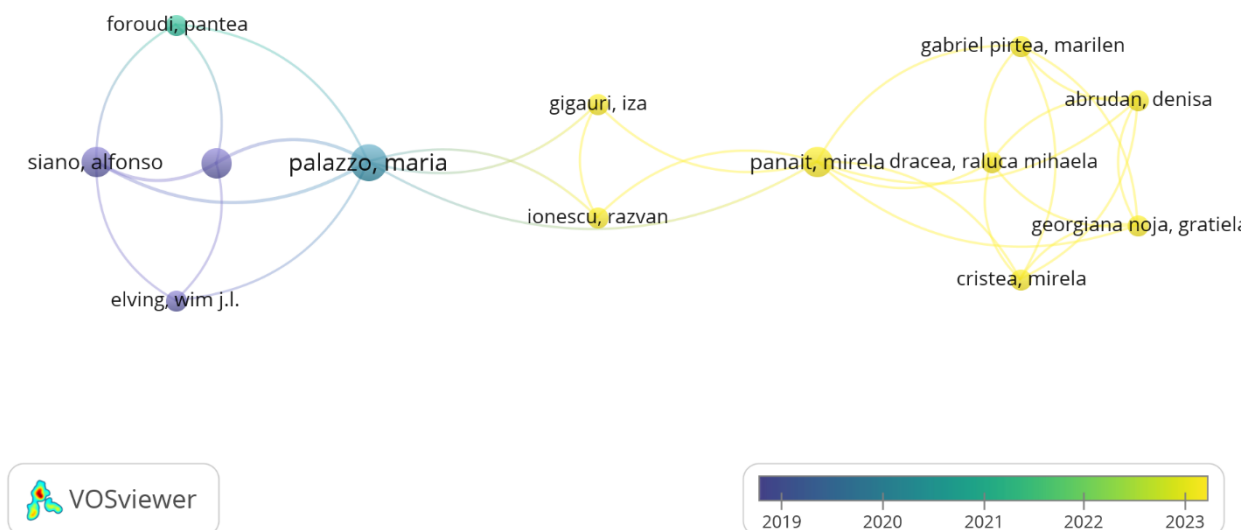 foroudi, pantea
gabriel pirtea, marilen
gigauri, iza
abrudan, denisa
siano, alfonso
palazzo, maria
panait, mirela
dracea, raluca mihaela
ionescu, razvan
georgiana noja, gratiela
elving, wim j.l.
cristea, mirela
VOSviewer
2019 2020 2021 2022 2023